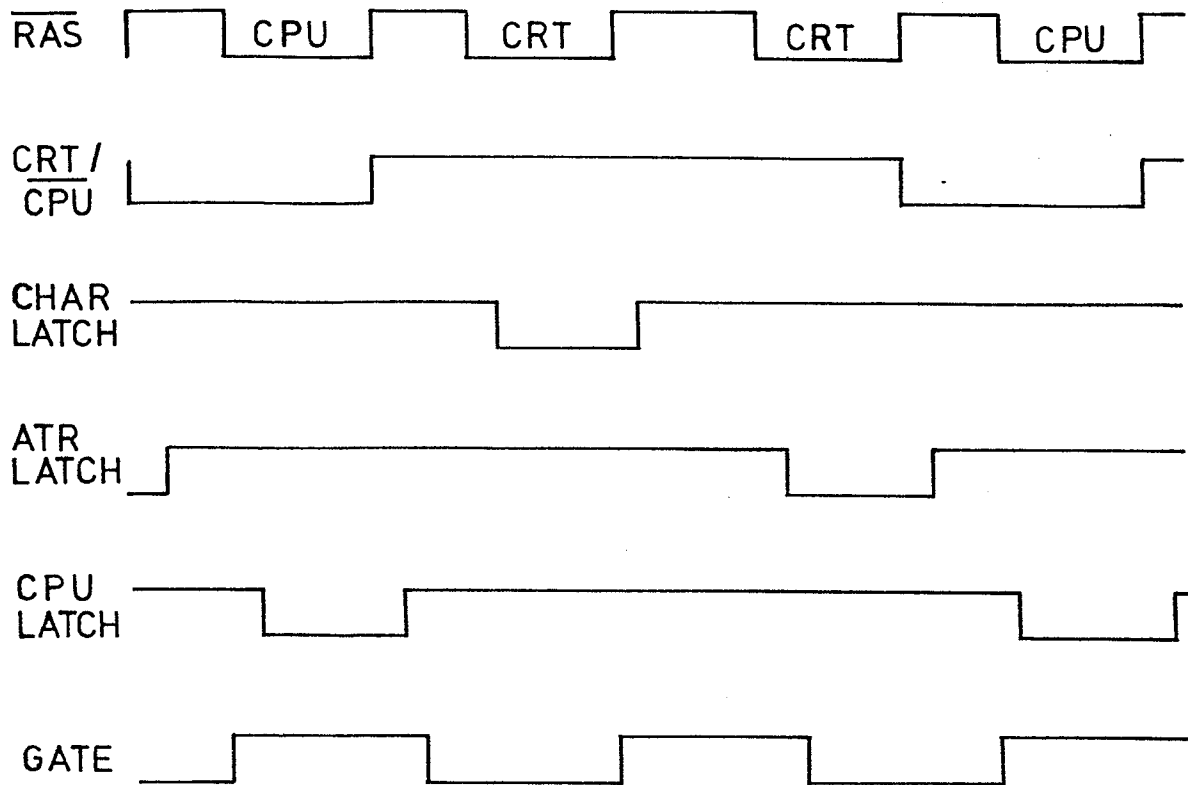 RAS CPU CRT CRT CPU
CRT /
CPU
CHAR
LATCH
ATR
LATCH
CPU
LATCH
GATE